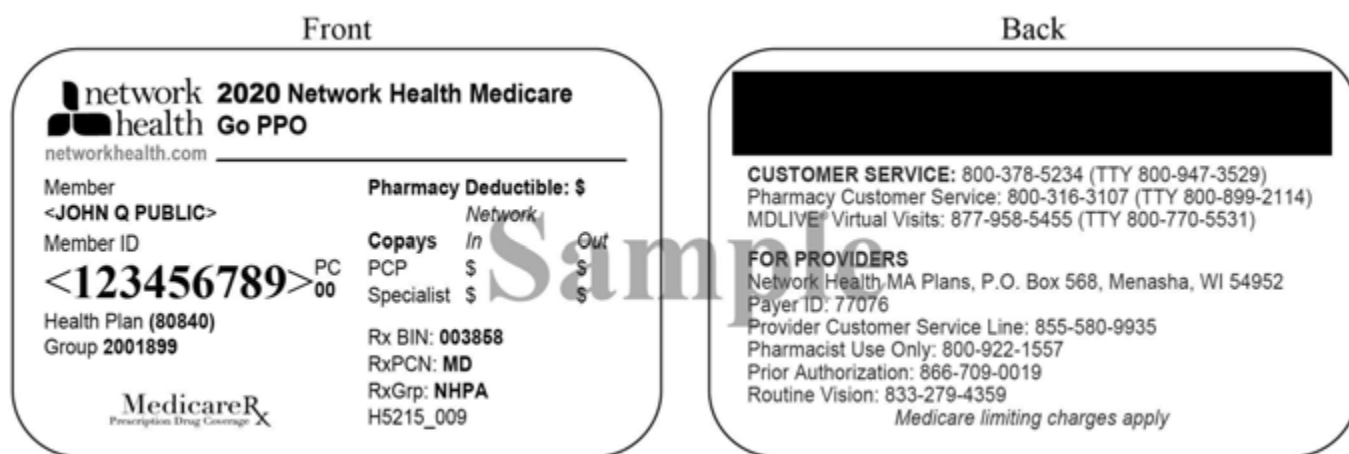 Front
network health
2020 Network Health Medicare
Go PPO
networkhealth.com
Member
<JOHN Q PUBLIC>
Member ID
<123456789> PC 00
Health Plan (80840)
Group 2001899
MedicareRx
Prescription Drug Coverage
Pharmacy Deductible: $
Network
Copays In Out
PCP $ $
Specialist $ $
Rx BIN: 003858
RxPCN: MD
RxGrp: NHPA
H5215_009
Sample
Back
CUSTOMER SERVICE: 800-378-5234 (TTY 800-947-3529)
Pharmacy Customer Service: 800-316-3107 (TTY 800-899-2114)
MDLIVE® Virtual Visits: 877-958-5455 (TTY 800-770-5531)
FOR PROVIDERS
Network Health MA Plans, P.O. Box 568, Menasha, WI 54952
Payer ID: 77076
Provider Customer Service Line: 855-580-9935
Pharmacist Use Only: 800-922-1557
Prior Authorization: 866-709-0019
Routine Vision: 833-279-4359
Medicare limiting charges apply